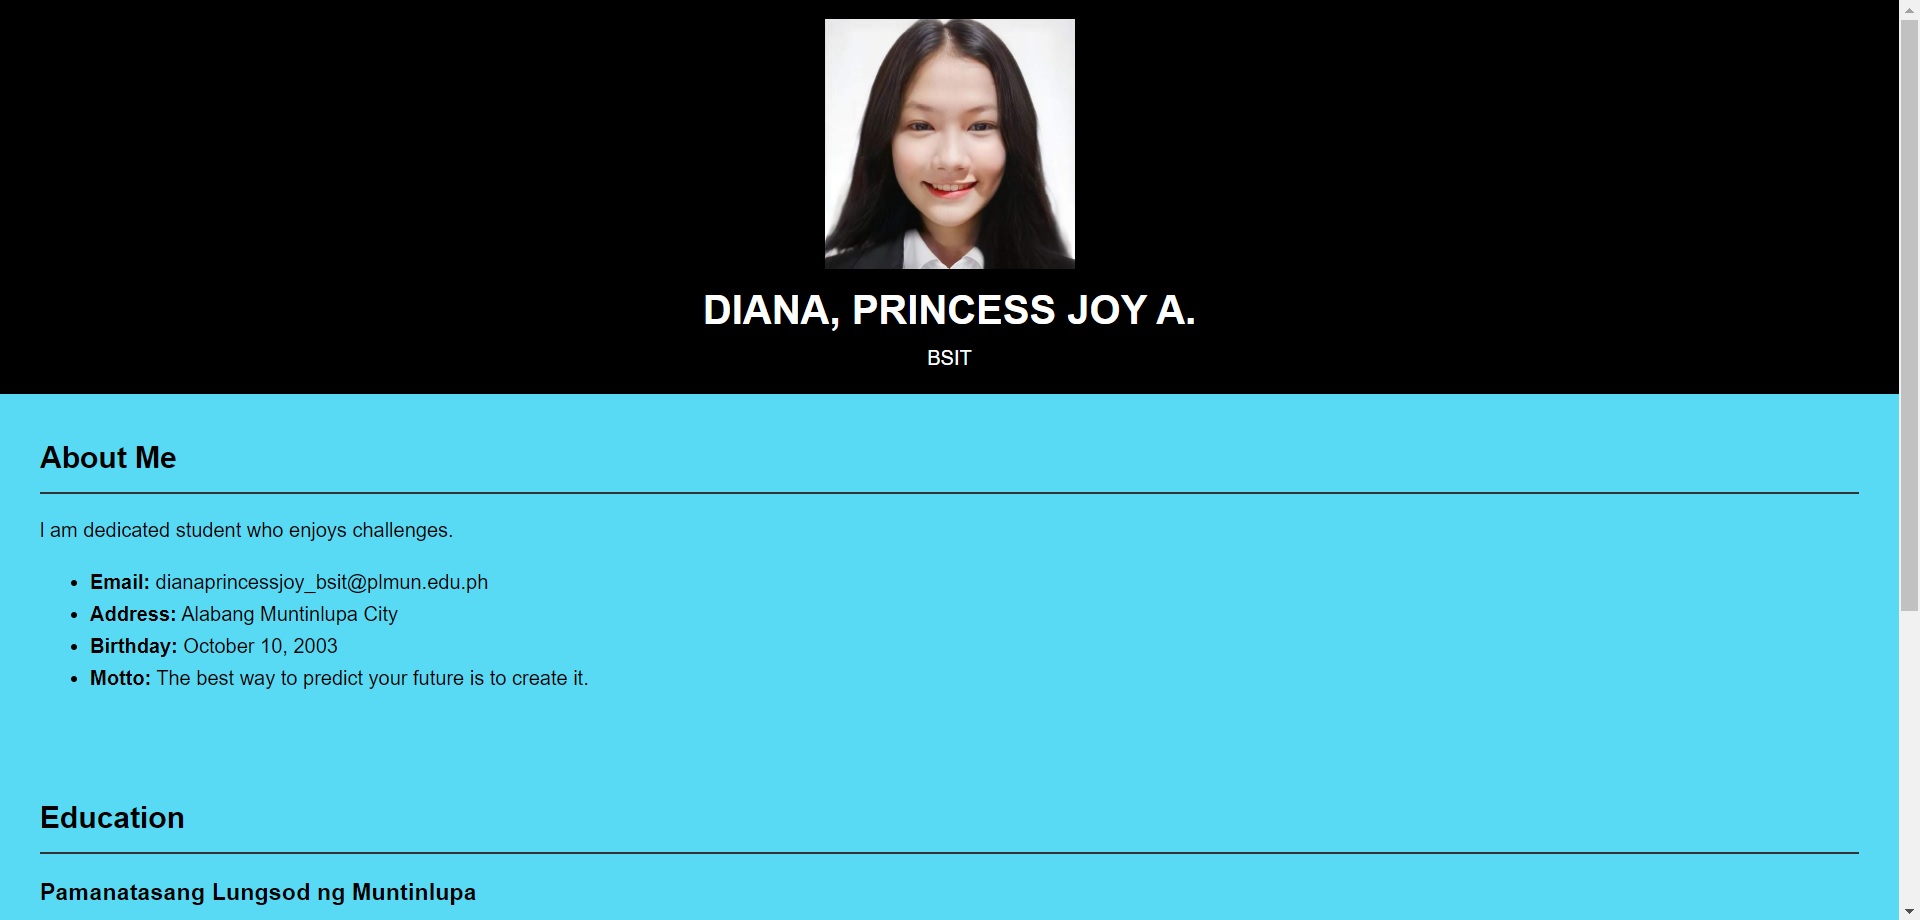 DIANA, PRINCESS JOY A.
BSIT
About Me
I am dedicated student who enjoys challenges.
Email: dianaprincessjoy_bsit@plmun.edu.ph
Address: Alabang Muntinlupa City
Birthday: October 10, 2003
Motto: The best way to predict your future is to create it.
Education
Pamanatasang Lungsod ng Muntinlupa